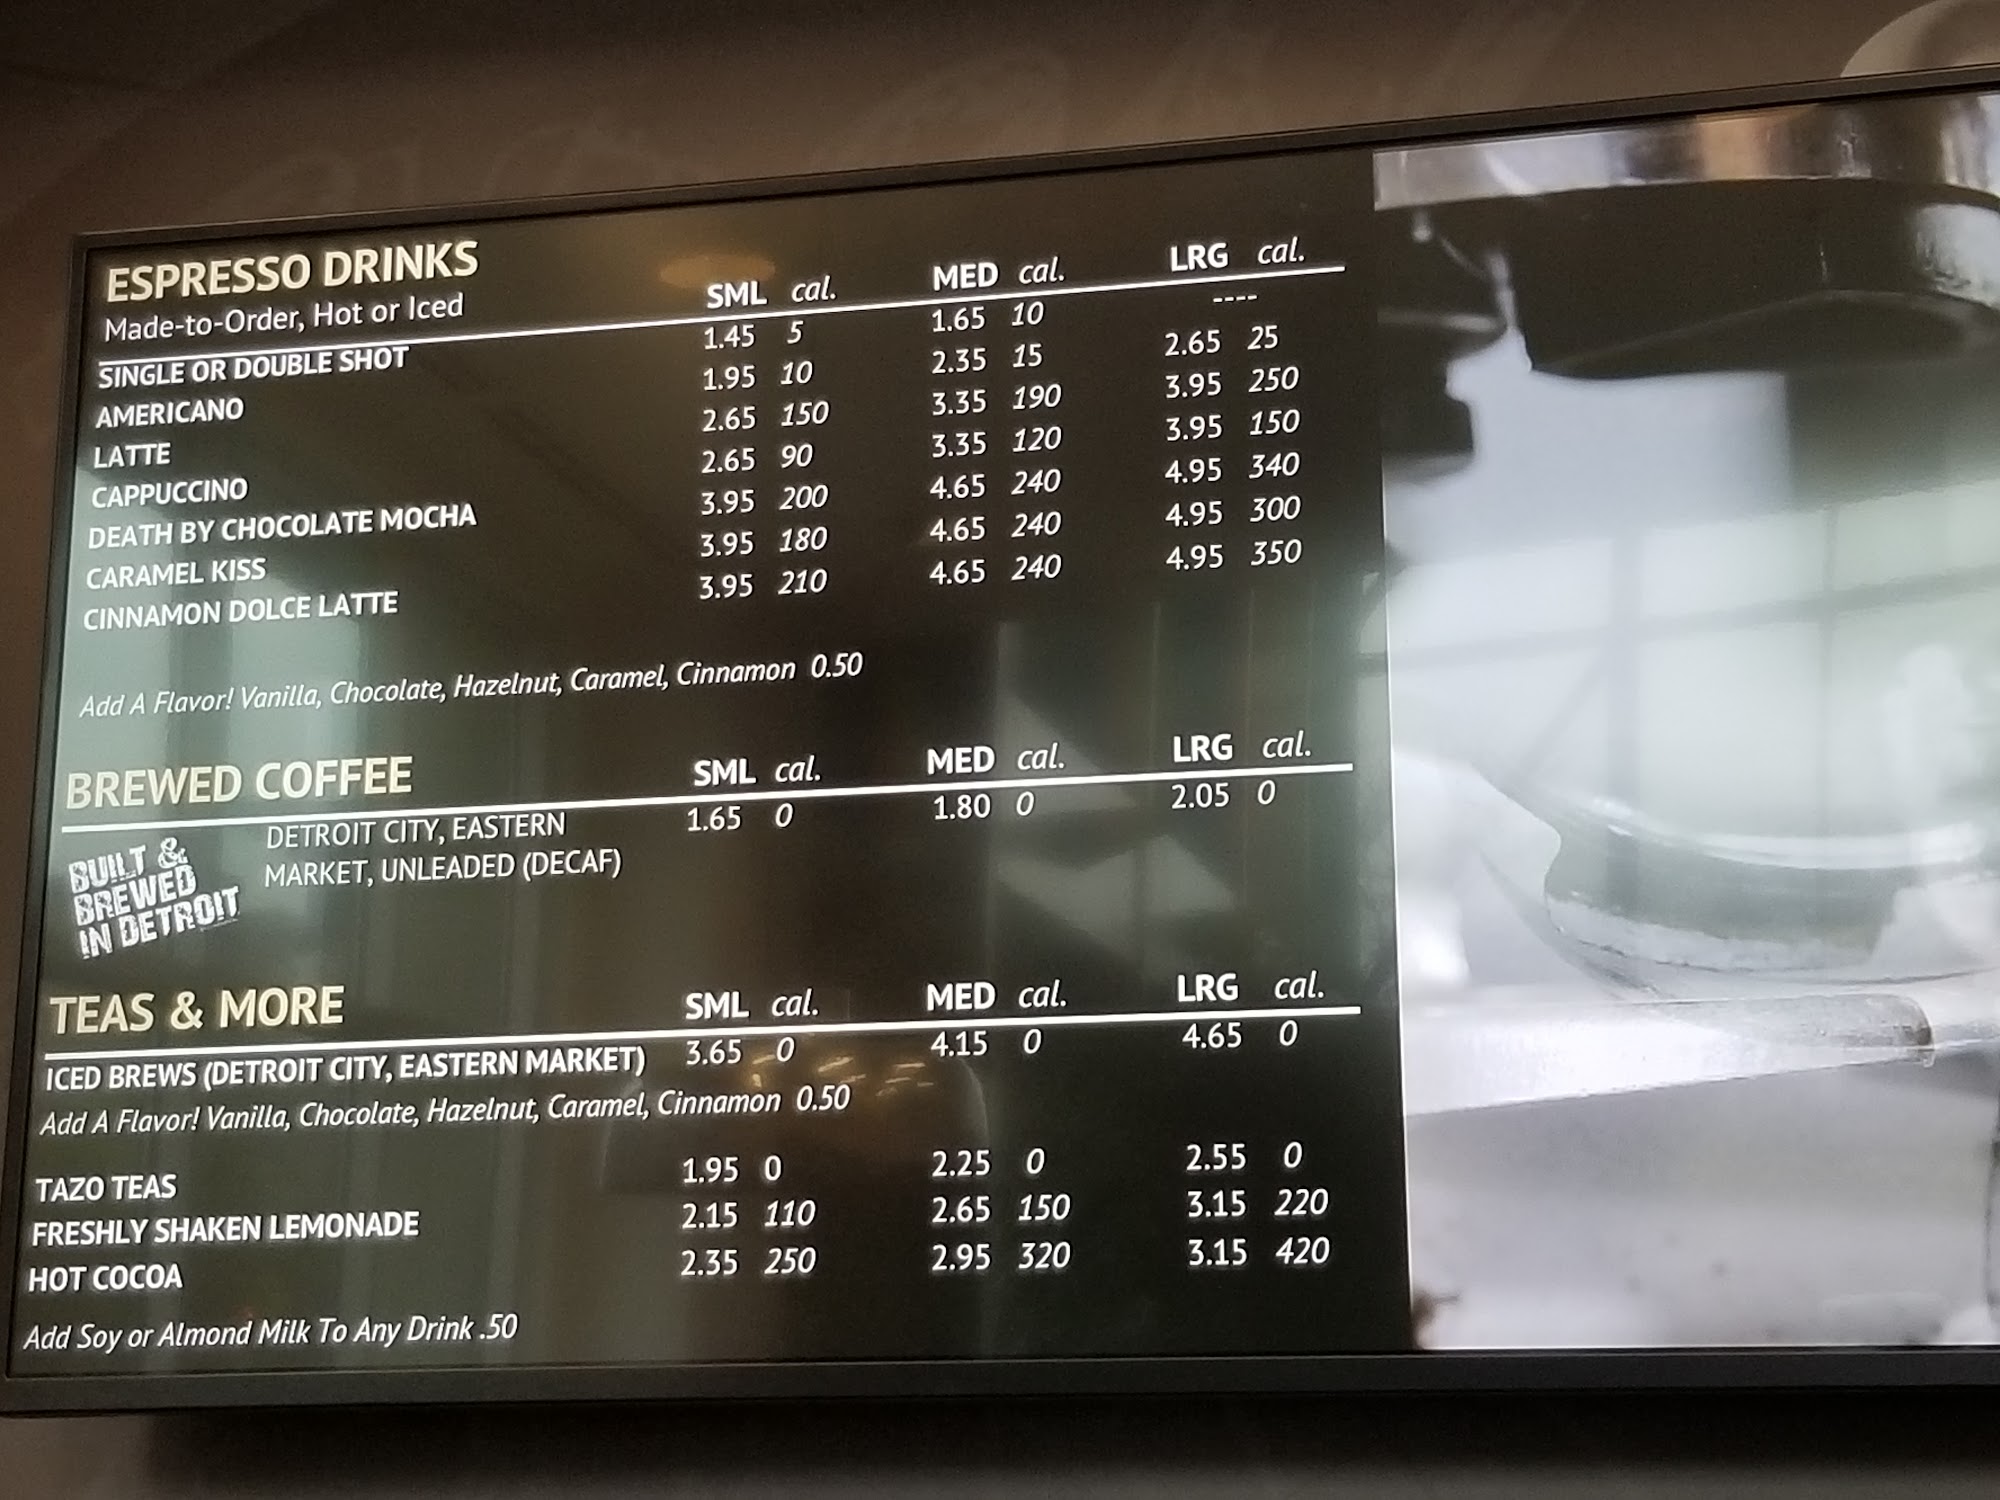 ESPRESSO DRINKS
Made-to-Order, Hot or Iced SML cal. MED cal. LRG cal.
SINGLE OR DOUBLE SHOT 1.45 5 1.65 10 ----
AMERICANO 1.95 10 2.35 15 2.65 25
LATTE 2.65 150 3.35 190 3.95 250
CAPPUCCINO 2.65 90 3.35 120 3.95 150
DEATH BY CHOCOLATE MOCHA 3.95 200 4.65 240 4.95 340
CARAMEL KISS 3.95 180 4.65 240 4.95 300
CINNAMON DOLCE LATTE 3.95 210 4.65 240 4.95 350
Add A Flavor! Vanilla, Chocolate, Hazelnut, Caramel, Cinnamon 0.50
BREWED COFFEE SML cal. MED cal. LRG cal.
DETROIT CITY, EASTERN 1.65 0 1.80 0 2.05 0
MARKET, UNLEADED (DECAF)
BUILT &
BREWED
IN DETROIT
TEAS & MORE SML cal. MED cal. LRG cal.
ICED BREWS (DETROIT CITY, EASTERN MARKET) 3.65 0 4.15 0 4.65 0
Add A Flavor! Vanilla, Chocolate, Hazelnut, Caramel, Cinnamon 0.50
TAZO TEAS 1.95 0 2.25 0 2.55 0
FRESHLY SHAKEN LEMONADE 2.15 110 2.65 150 3.15 220
HOT COCOA 2.35 250 2.95 320 3.15 420
Add Soy or Almond Milk To Any Drink .50